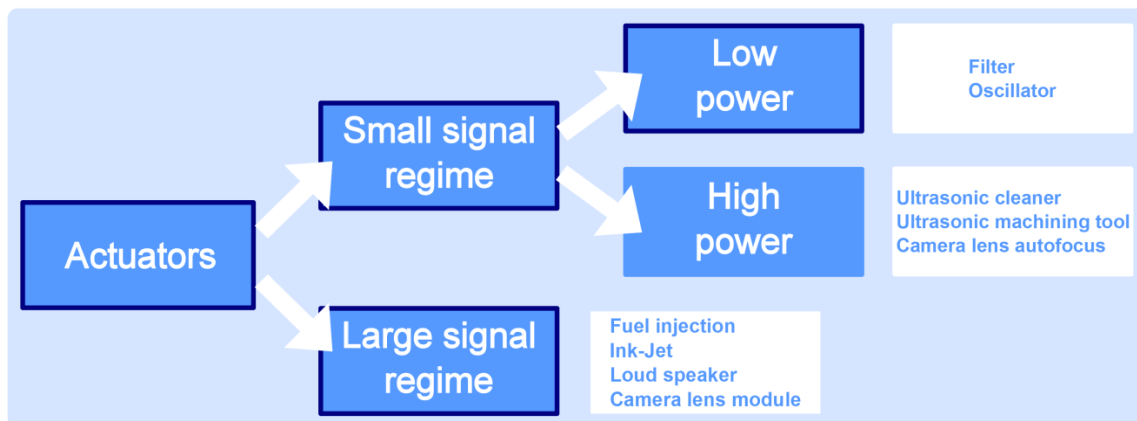 Actuators
Small signal
regime
Low
power
Filter
Oscillator
High
power
Ultrasonic cleaner
Ultrasonic machining tool
Camera lens autofocus
Large signal
regime
Fuel injection
Ink-Jet
Loud speaker
Camera lens module